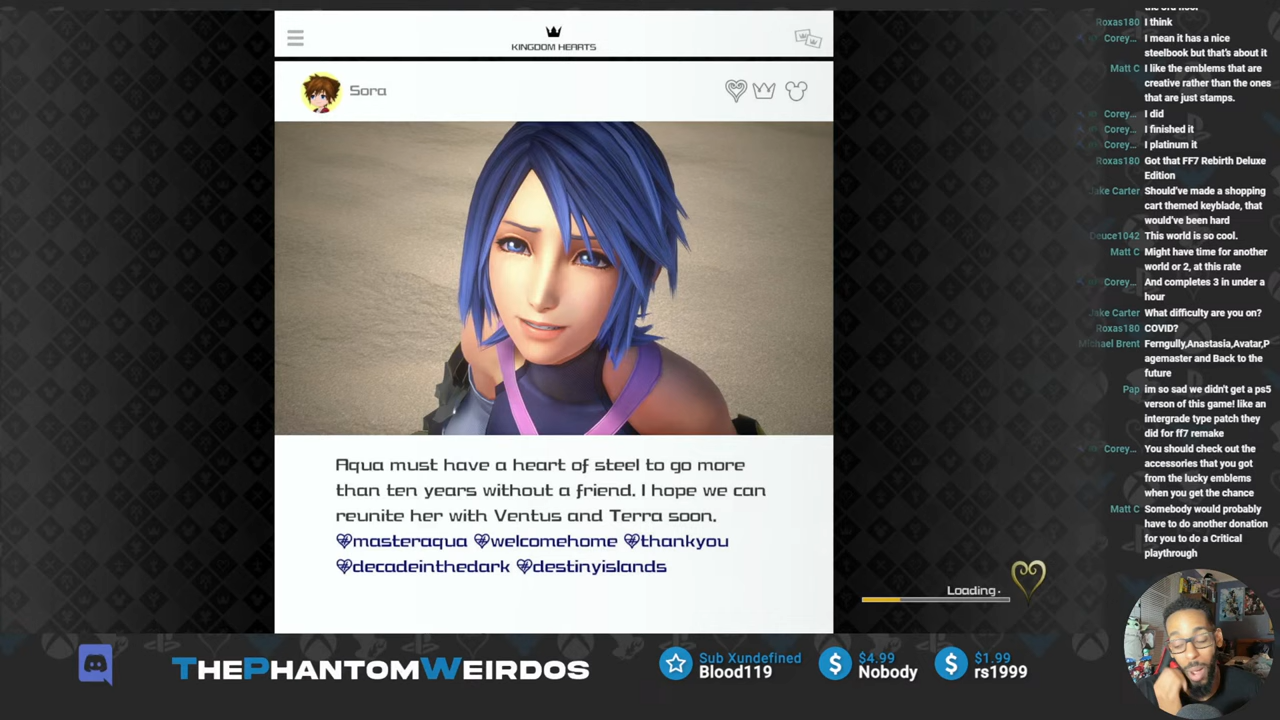 KINGDOM HEARTS
Sora
Aqua must have a heart of steel to go more
than ten years without a friend. I hope we can
reunite her with Ventus and Terra soon.
masteraqua welcomehome thankyou
decadeinthedark destinyislands
Loading.
Roxas180 I think
Corey... I mean it has a nice
steelbook but that's about it
Matt C I like the emblems that are
creative rather than the ones
that are just stamps.
Corey... I did
Corey... I finished it
Corey... I platinum it
Roxas180 Got that FF7 Rebirth Deluxe
Edition
Jake Carter Should've made a shopping
cart themed keyblade, that
would've been hard
Deuce1042 This world is so cool.
Matt C Might have time for another
world or 2, at this rate
Corey... And completes 3 in under a
hour
Jake Carter What difficulty are you on?
Roxas180 COVID?
Michael Brent Ferngully,Anastasia,Avatar,P
agemaster and Back to the
future
Pap im so sad we didn't get a ps5
verson of this game! like an
intergrade type patch they
did for ff7 remake
Corey... You should check out the
accessories that you got
from the lucky emblems
when you get the chance
Matt C Somebody would probably
have to do another donation
for you to do a Critical
playthrough
THEPHANTOMWEIRDOS
Sub Xundefined
Blood119
$4.99
Nobody
$1.99
rs1999